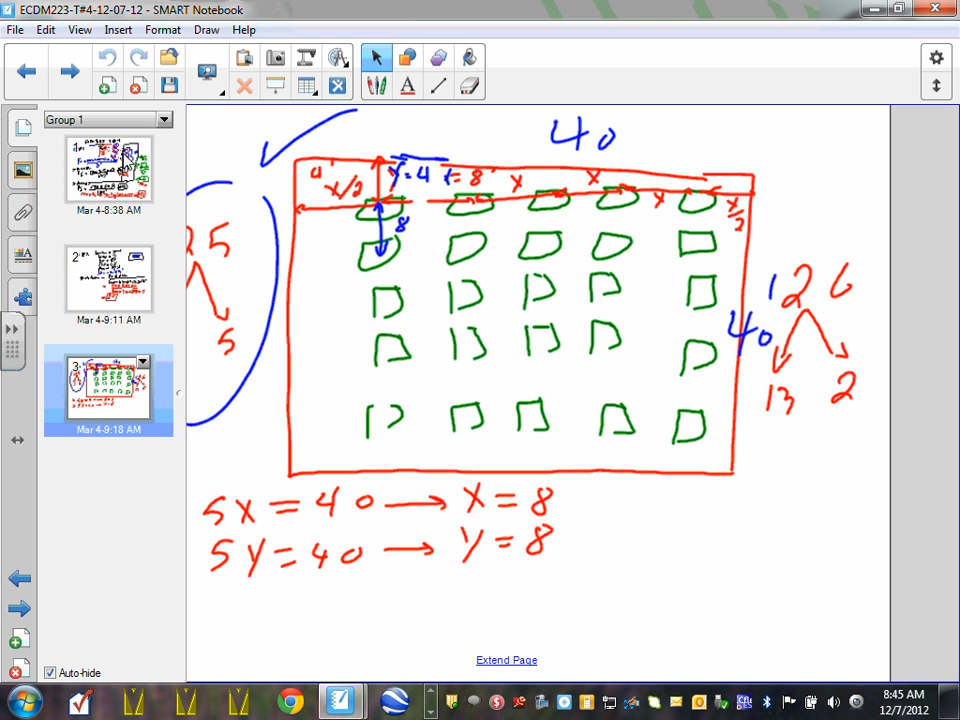 ECDM223-T#4-12-07-12 - SMART Notebook
File Edit View Insert Format Draw Help
Group 1
Mar 4-8:38 AM
2
Mar 4-9:11 AM
3
Mar 4-9:18 AM
Auto-hide
40
4 x/2 y y=4 x=8 x x x x/2
8
25
5
40
126
13 2
5x = 40 → x = 8
5y = 40 → y = 8
Extend Page
8:45 AM
12/7/2012